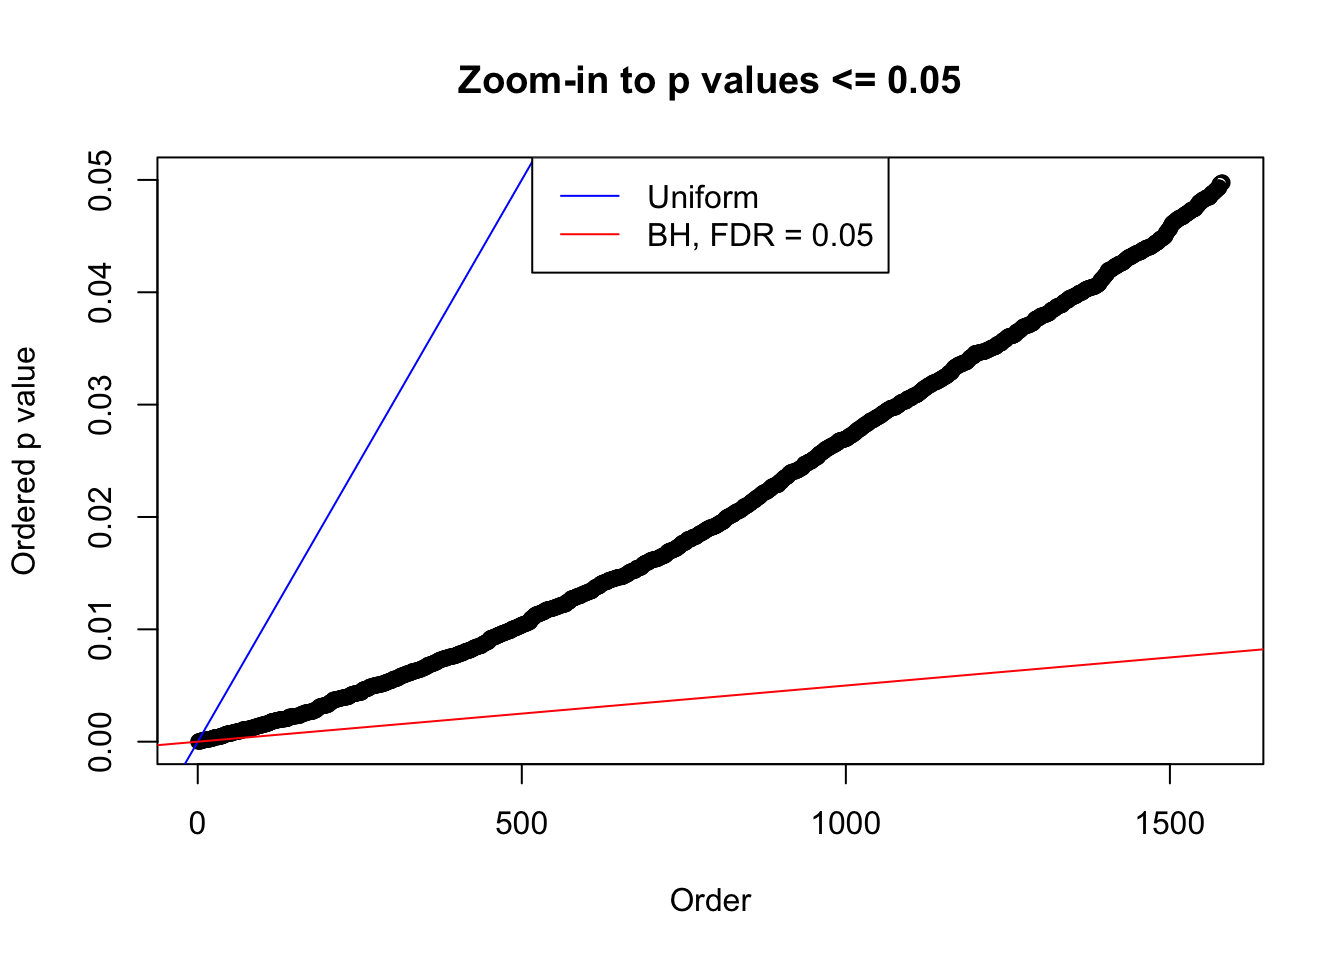 Zoom-in to p values <= 0.05
Uniform
BH, FDR = 0.05
Ordered p value
0.05
0.04
0.03
0.02
0.01
0.00
0
500
1000
1500
Order